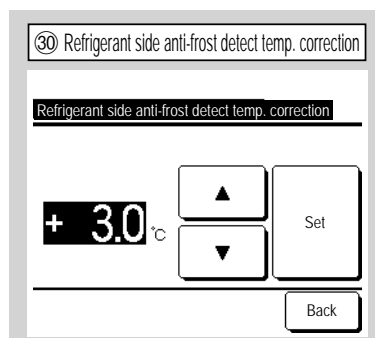 ㉚ Refrigerant side anti-frost detect temp. correction
Refrigerant side anti-frost detect temp. correction
+ 3.0 °C
▲
▼
Set
Back